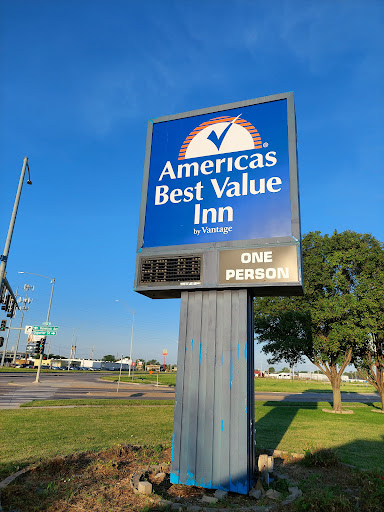 Americas®
Best Value
Inn
by Vantage
ONE
PERSON